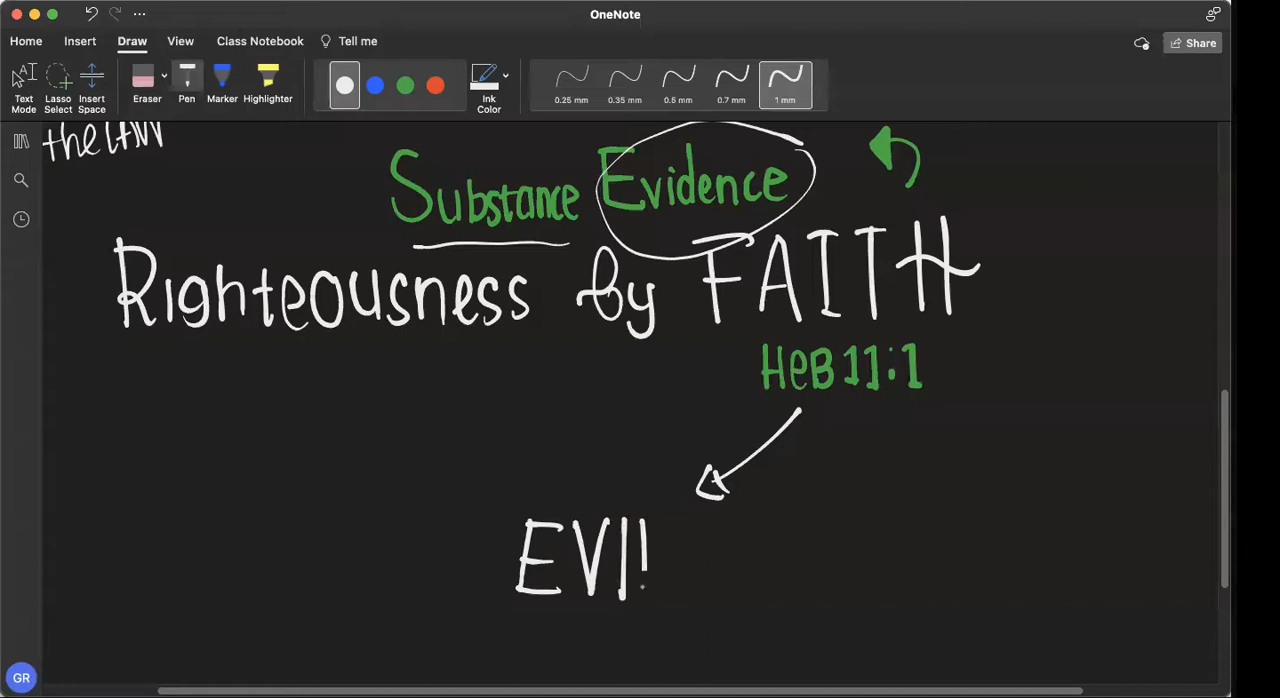 OneNote
Home Insert Draw View Class Notebook Tell me Share
Text Mode Lasso Select Insert Space Eraser Pen Marker Highlighter Ink Color 0.25 mm 0.35 mm 0.5 mm 0.7 mm 1 mm
the LAW
Substance Evidence
Righteousness by FAITH
HeB 11:1
EVI
GR